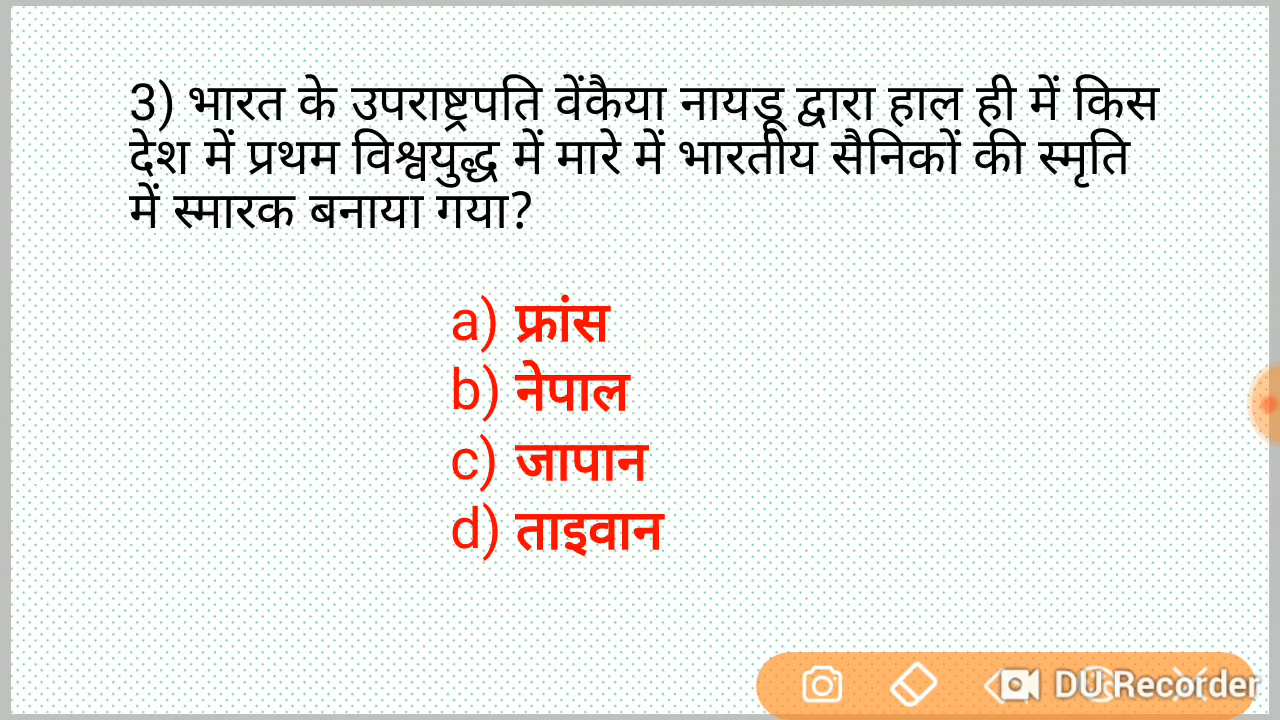 3) भारत के उपराष्ट्रपति वेंकैया नायडू द्वारा हाल ही में किस
देश में प्रथम विश्वयुद्ध में मारे में भारतीय सैनिकों की स्मृति
में स्मारक बनाया गया?
a) फ्रांस
b) नेपाल
c) जापान
d) ताइवान
DU Recorder